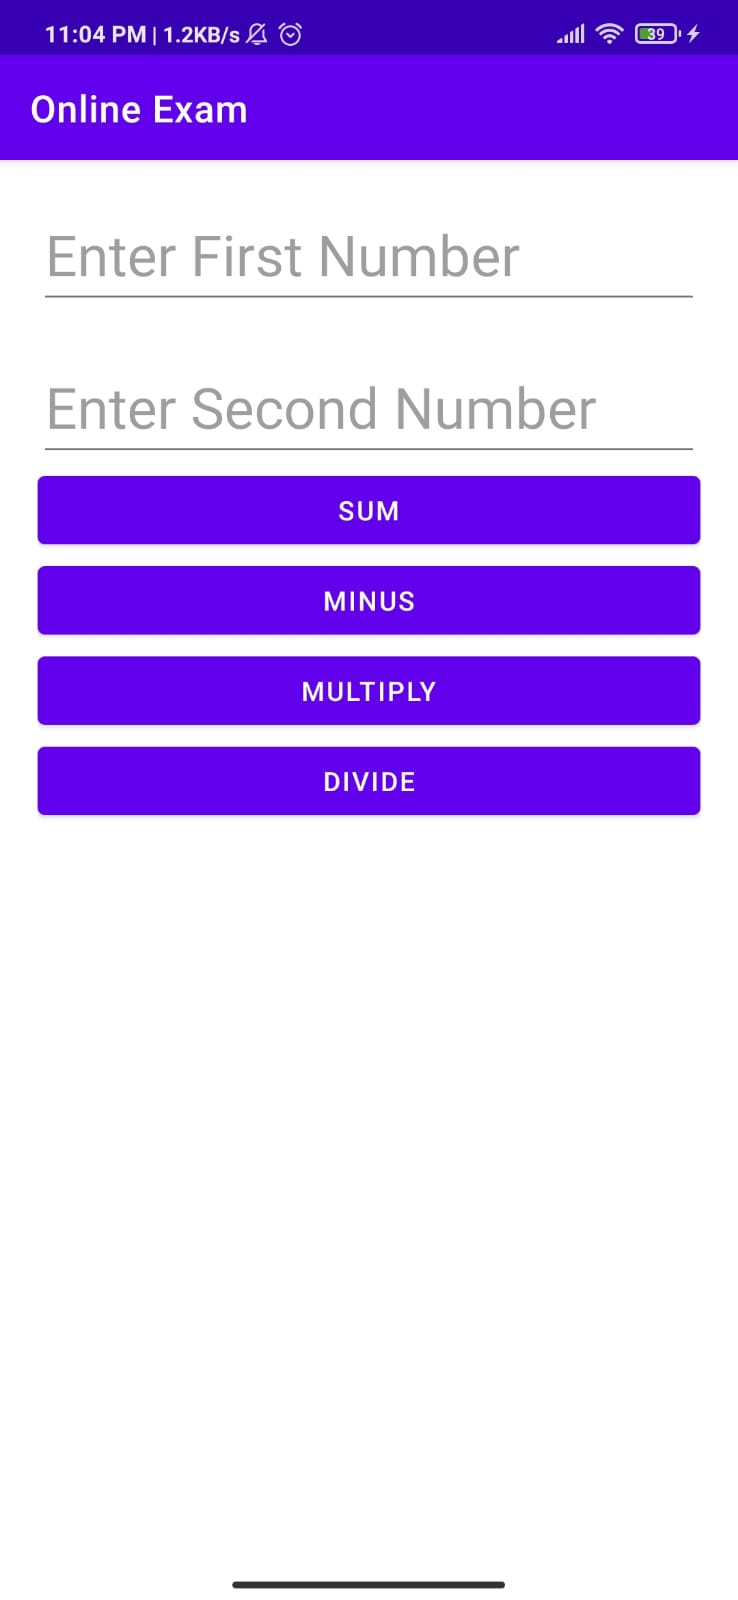 11:04 PM | 1.2KB/s 39
Online Exam
Enter First Number
Enter Second Number
SUM
MINUS
MULTIPLY
DIVIDE